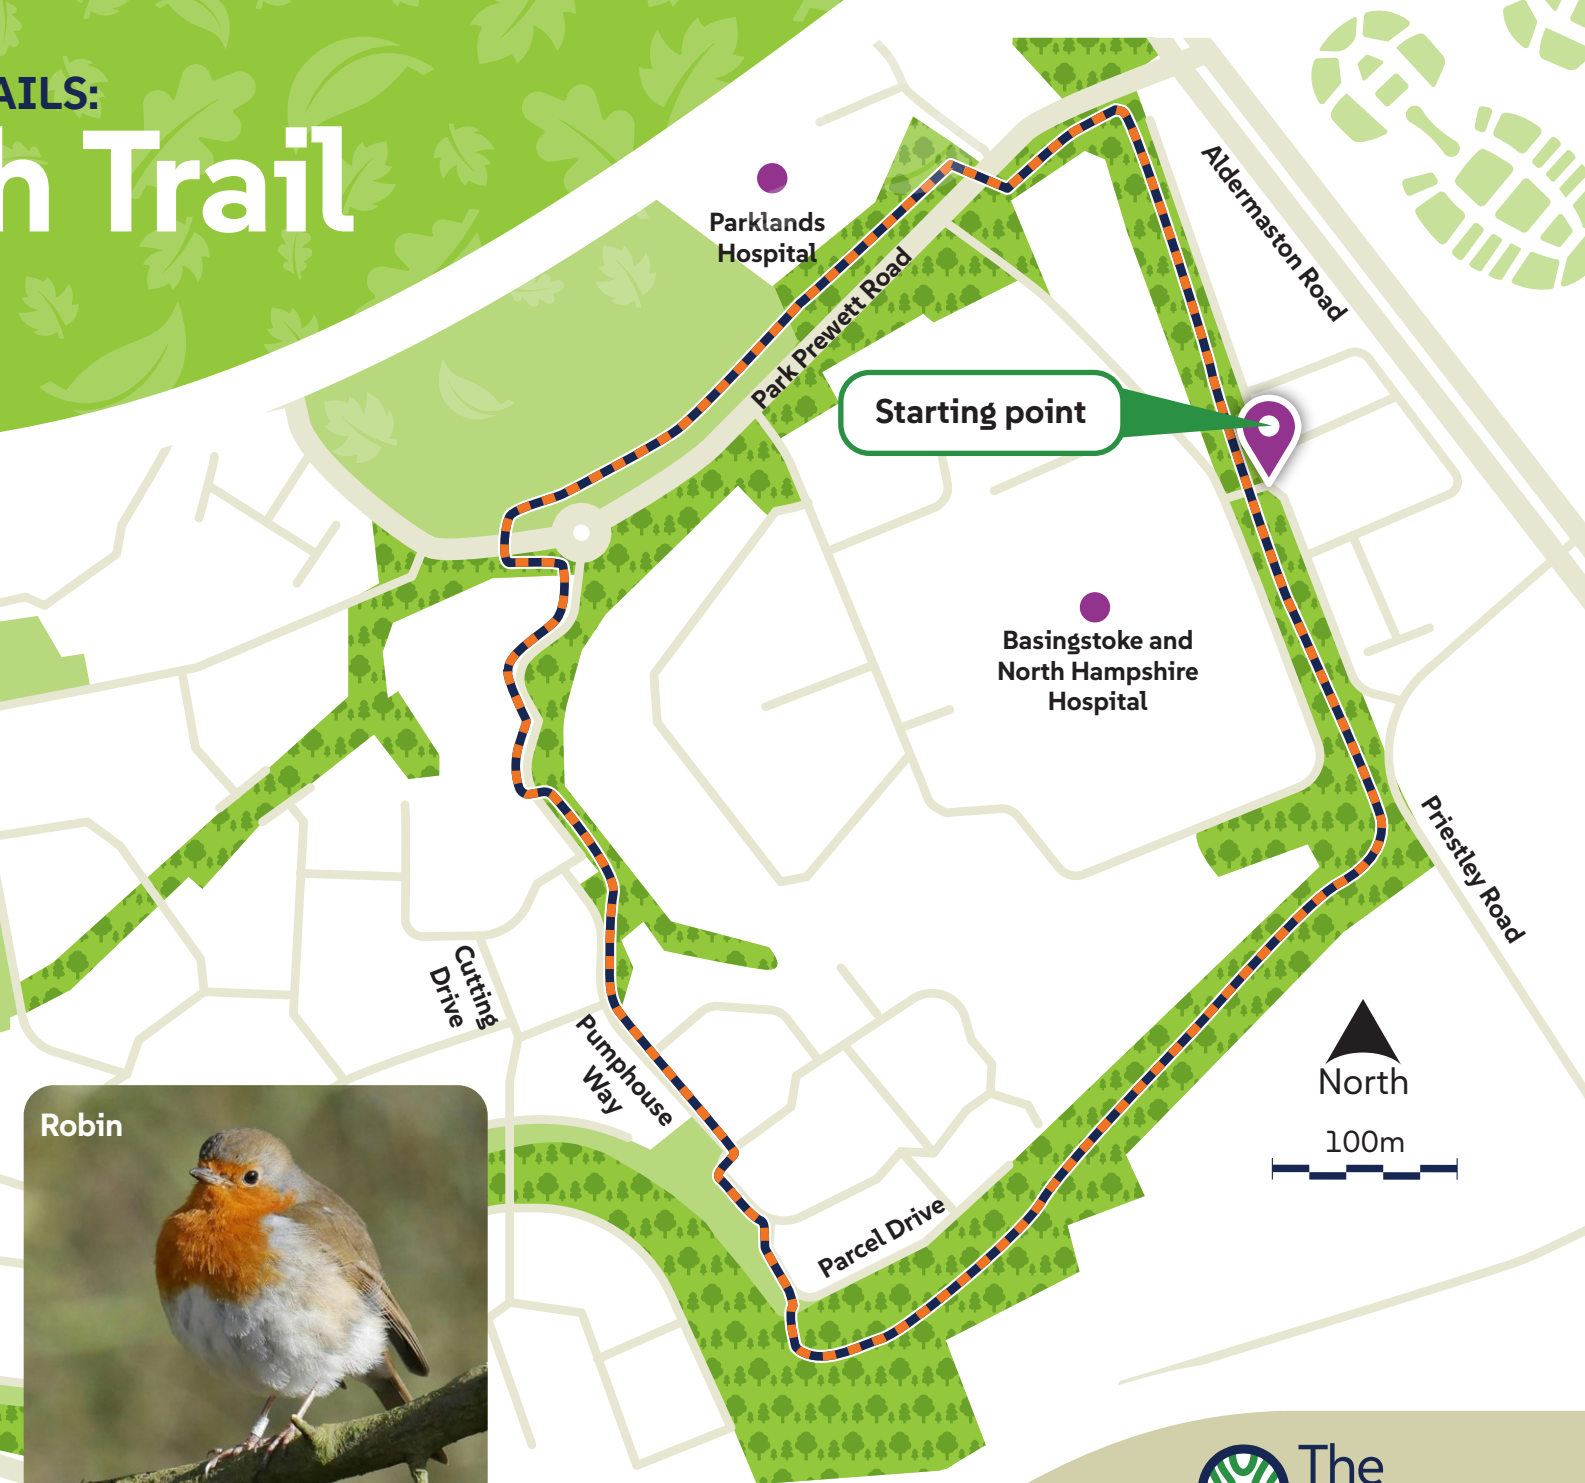 AILS:
h Trail
Parklands
Hospital
Park Prewett Road
Aldermaston Road
Starting point
Basingstoke and
North Hampshire
Hospital
Priestley Road
Cutting
Drive
Pumphouse
Way
Parcel Drive
North
100m
Robin
The